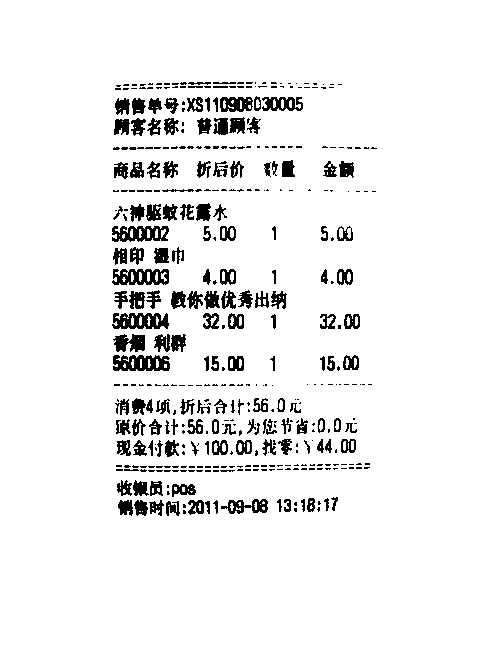 销售单号:XS110908030005
顾客名称: 普通顾客
商品名称 折后价 数量 金额
六神驱蚊花露水
5600002 5.00 1 5.00
相印 湿巾
5600003 4.00 1 4.00
手把手 教你做优秀出纳
5600004 32.00 1 32.00
香烟 利群
5600006 15.00 1 15.00
消费4项,折后合计:56.0元
原价合计:56.0元,为您节省:0.0元
现金付款:¥100.00,找零:¥44.00
收银员:pos
销售时间:2011-09-08 13:18:17